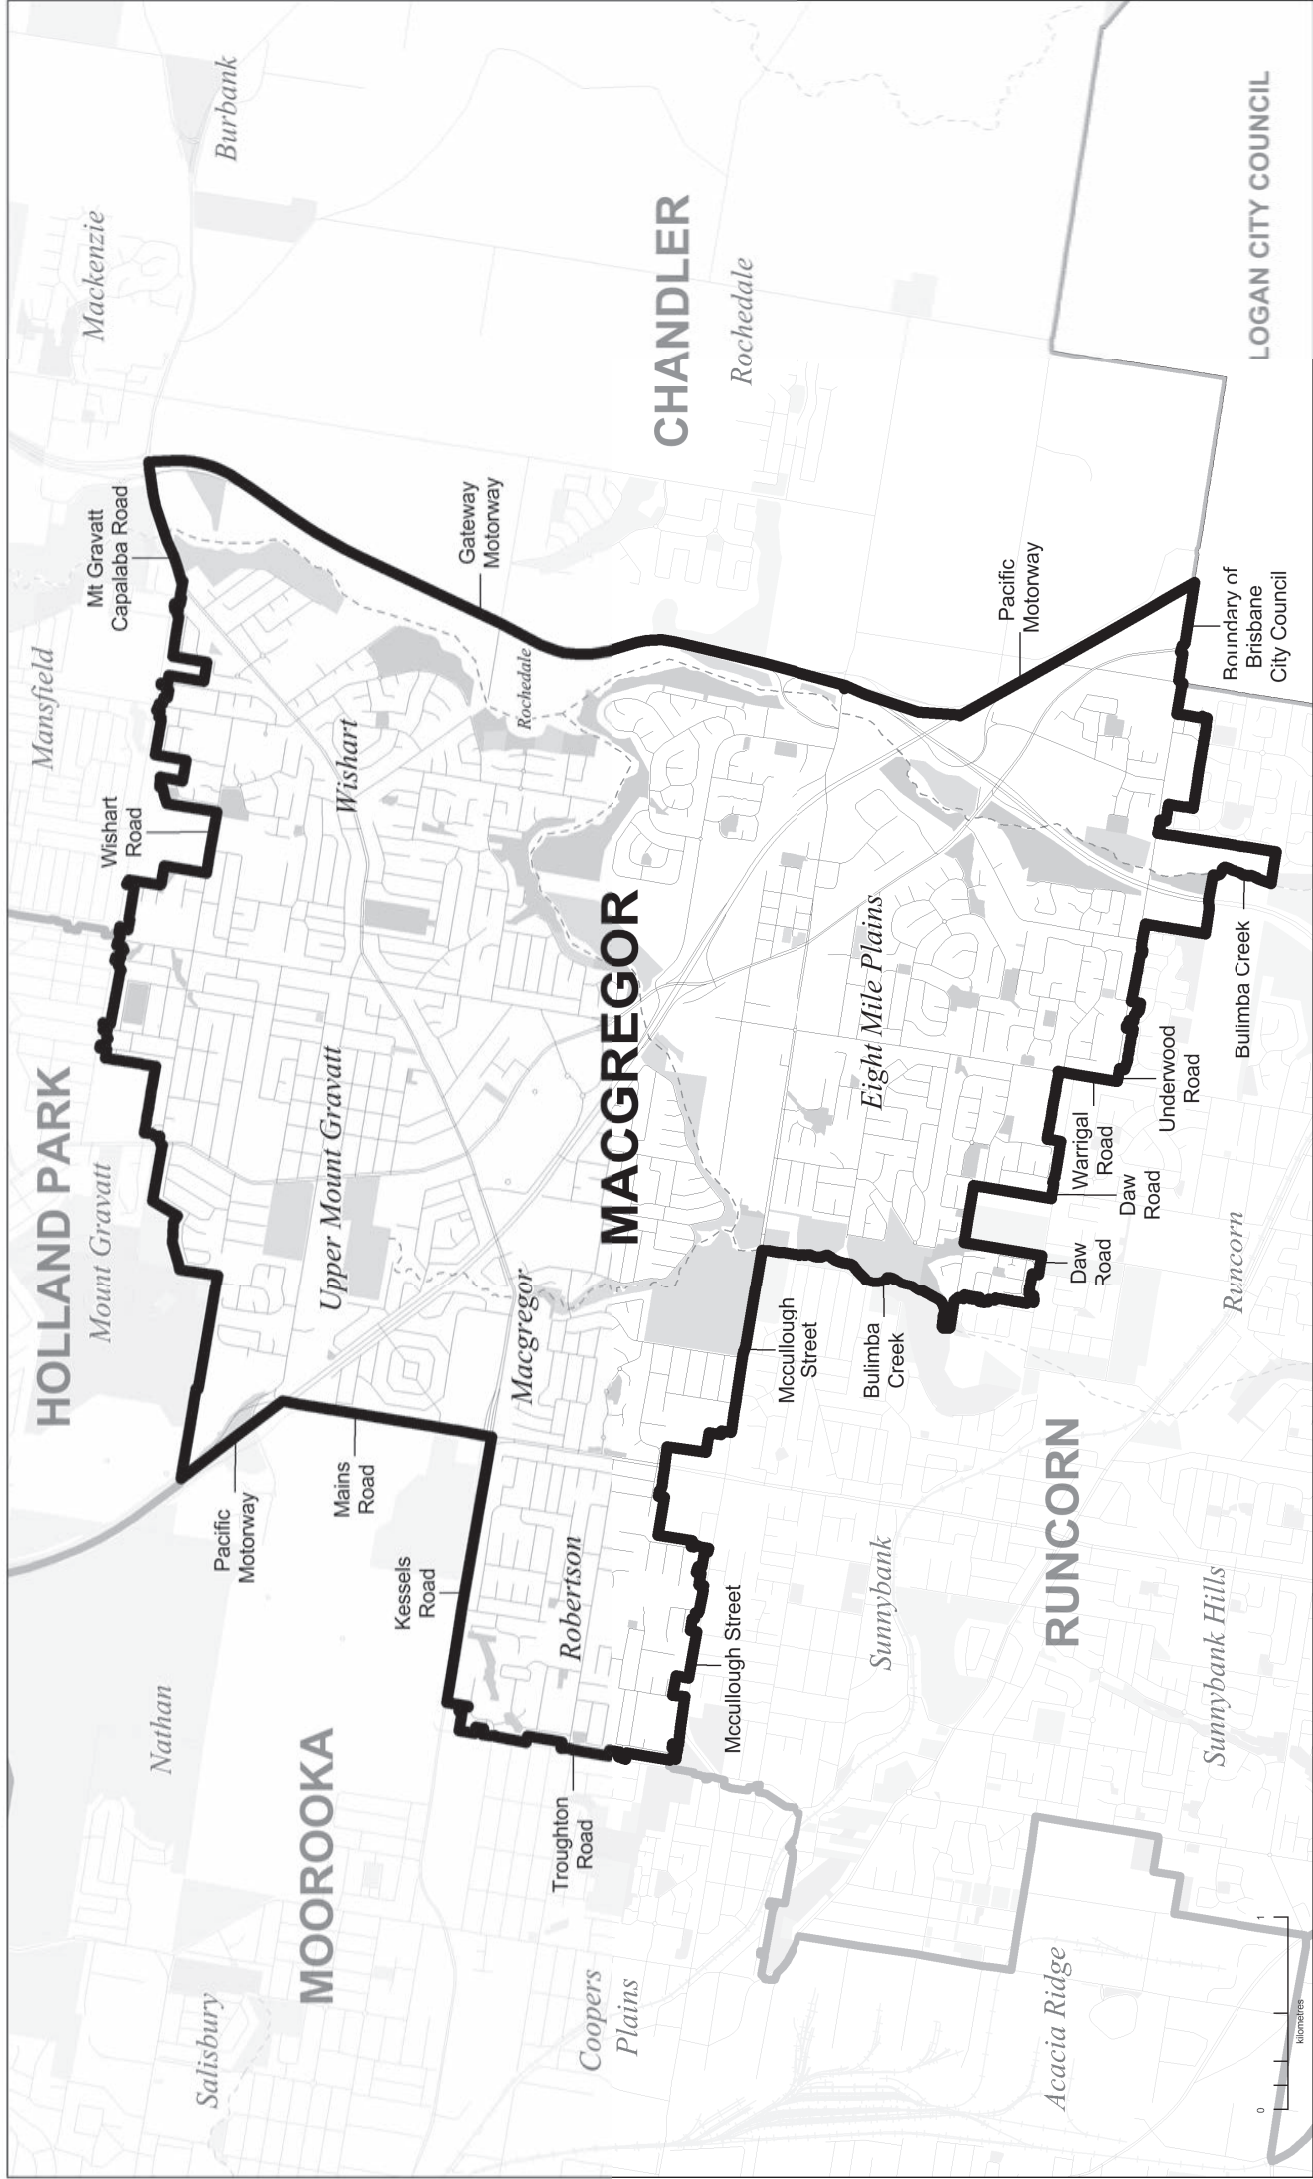 HOLLAND PARK
Mount Gravatt
Mansfield
Mackenzie
Mt Gravatt
Capalaba Road
Wishart
Road
Nathan
Salisbury
Burbank
Pacific
Motorway
MOOROOKA
Mains
Road
Upper Mount Gravatt
Wishart
Kessels
Road
Gateway
Motorway
Macgregor
Rochedale
Robertson
Troughton
Road
Coopers
Plains
MACGREGOR
CHANDLER
Rochedale
Mccullough Street
Mccullough
Street
Bulimba
Creek
Eight Mile Plains
Sunnybank
Pacific
Motorway
RUNCORN
Acacia Ridge
Daw
Road
Warrigal
Road
Daw
Road
Underwood
Road
Sunnybank Hills
Runcorn
Bulimba Creek
Boundary of
Brisbane
City Council
LOGAN CITY COUNCIL
0 1
kilometres